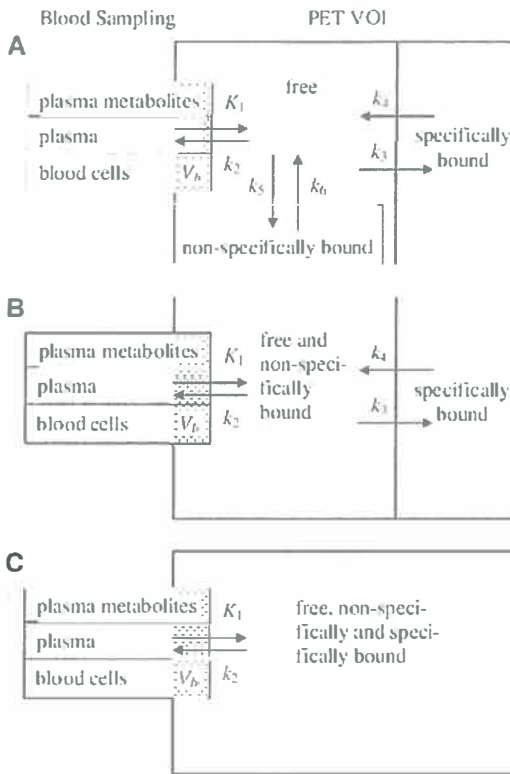 Blood Sampling PET VOI
A
plasma metabolites K1 free k4
plasma specifically
bound
blood cells Vb k2 k3
k5 k6
non-specifically bound
B
plasma metabolites K1 free and
non-speci-
fically
bound k4
plasma specifically
bound
blood cells Vb k2 k3
C
plasma metabolites K1 free, non-speci-
fically and speci-
fically bound
plasma
blood cells Vb k2